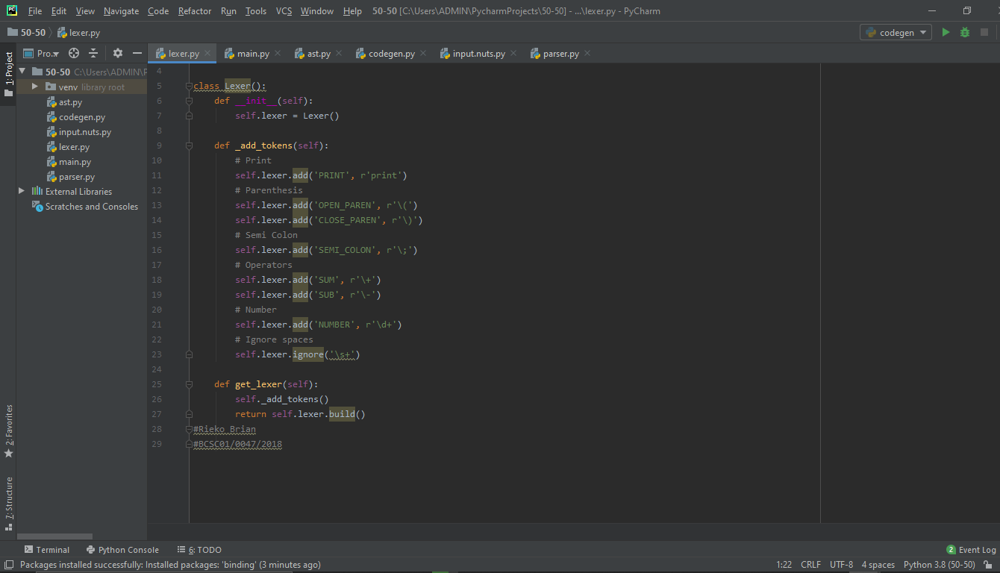 File Edit View Navigate Code Refactor Run Tools VCS Window Help 50-50 [C:\Users\ADMIN\PycharmProjects\50-50] - ...\lexer.py - PyCharm
50-50 lexer.py codegen
1: Project Pro... lexer.py main.py ast.py codegen.py input.nuts.py parser.py
50-50 C:\Users\ADMIN\P
venv library root
ast.py
codegen.py
input.nuts.py
lexer.py
main.py
parser.py
External Libraries
Scratches and Consoles
4
5 class Lexer():
6 def __init__(self):
7 self.lexer = Lexer()
8
9 def _add_tokens(self):
10 # Print
11 self.lexer.add('PRINT', r'print')
12 # Parenthesis
13 self.lexer.add('OPEN_PAREN', r'\(')
14 self.lexer.add('CLOSE_PAREN', r'\)')
15 # Semi Colon
16 self.lexer.add('SEMI_COLON', r'\;')
17 # Operators
18 self.lexer.add('SUM', r'\+')
19 self.lexer.add('SUB', r'\-')
20 # Number
21 self.lexer.add('NUMBER', r'\d+')
22 # Ignore spaces
23 self.lexer.ignore('\s+')
24
25 def get_lexer(self):
26 self._add_tokens()
27 return self.lexer.build()
28 #Rieko Brian
29 #BCSC01/0047/2018
2: Favorites
7: Structure
Terminal Python Console 6: TODO 2 Event Log
Packages installed successfully: Installed packages: 'binding' (3 minutes ago) 1:22 CRLF UTF-8 4 spaces Python 3.8 (50-50)